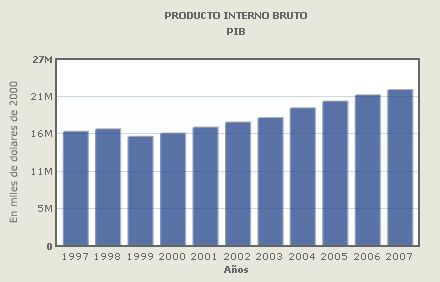 PRODUCTO INTERNO BRUTO
PIB
En miles de dolares de 2000
27M
21M
16M
11M
5M
0
1997 1998 1999 2000 2001 2002 2003 2004 2005 2006 2007
Años